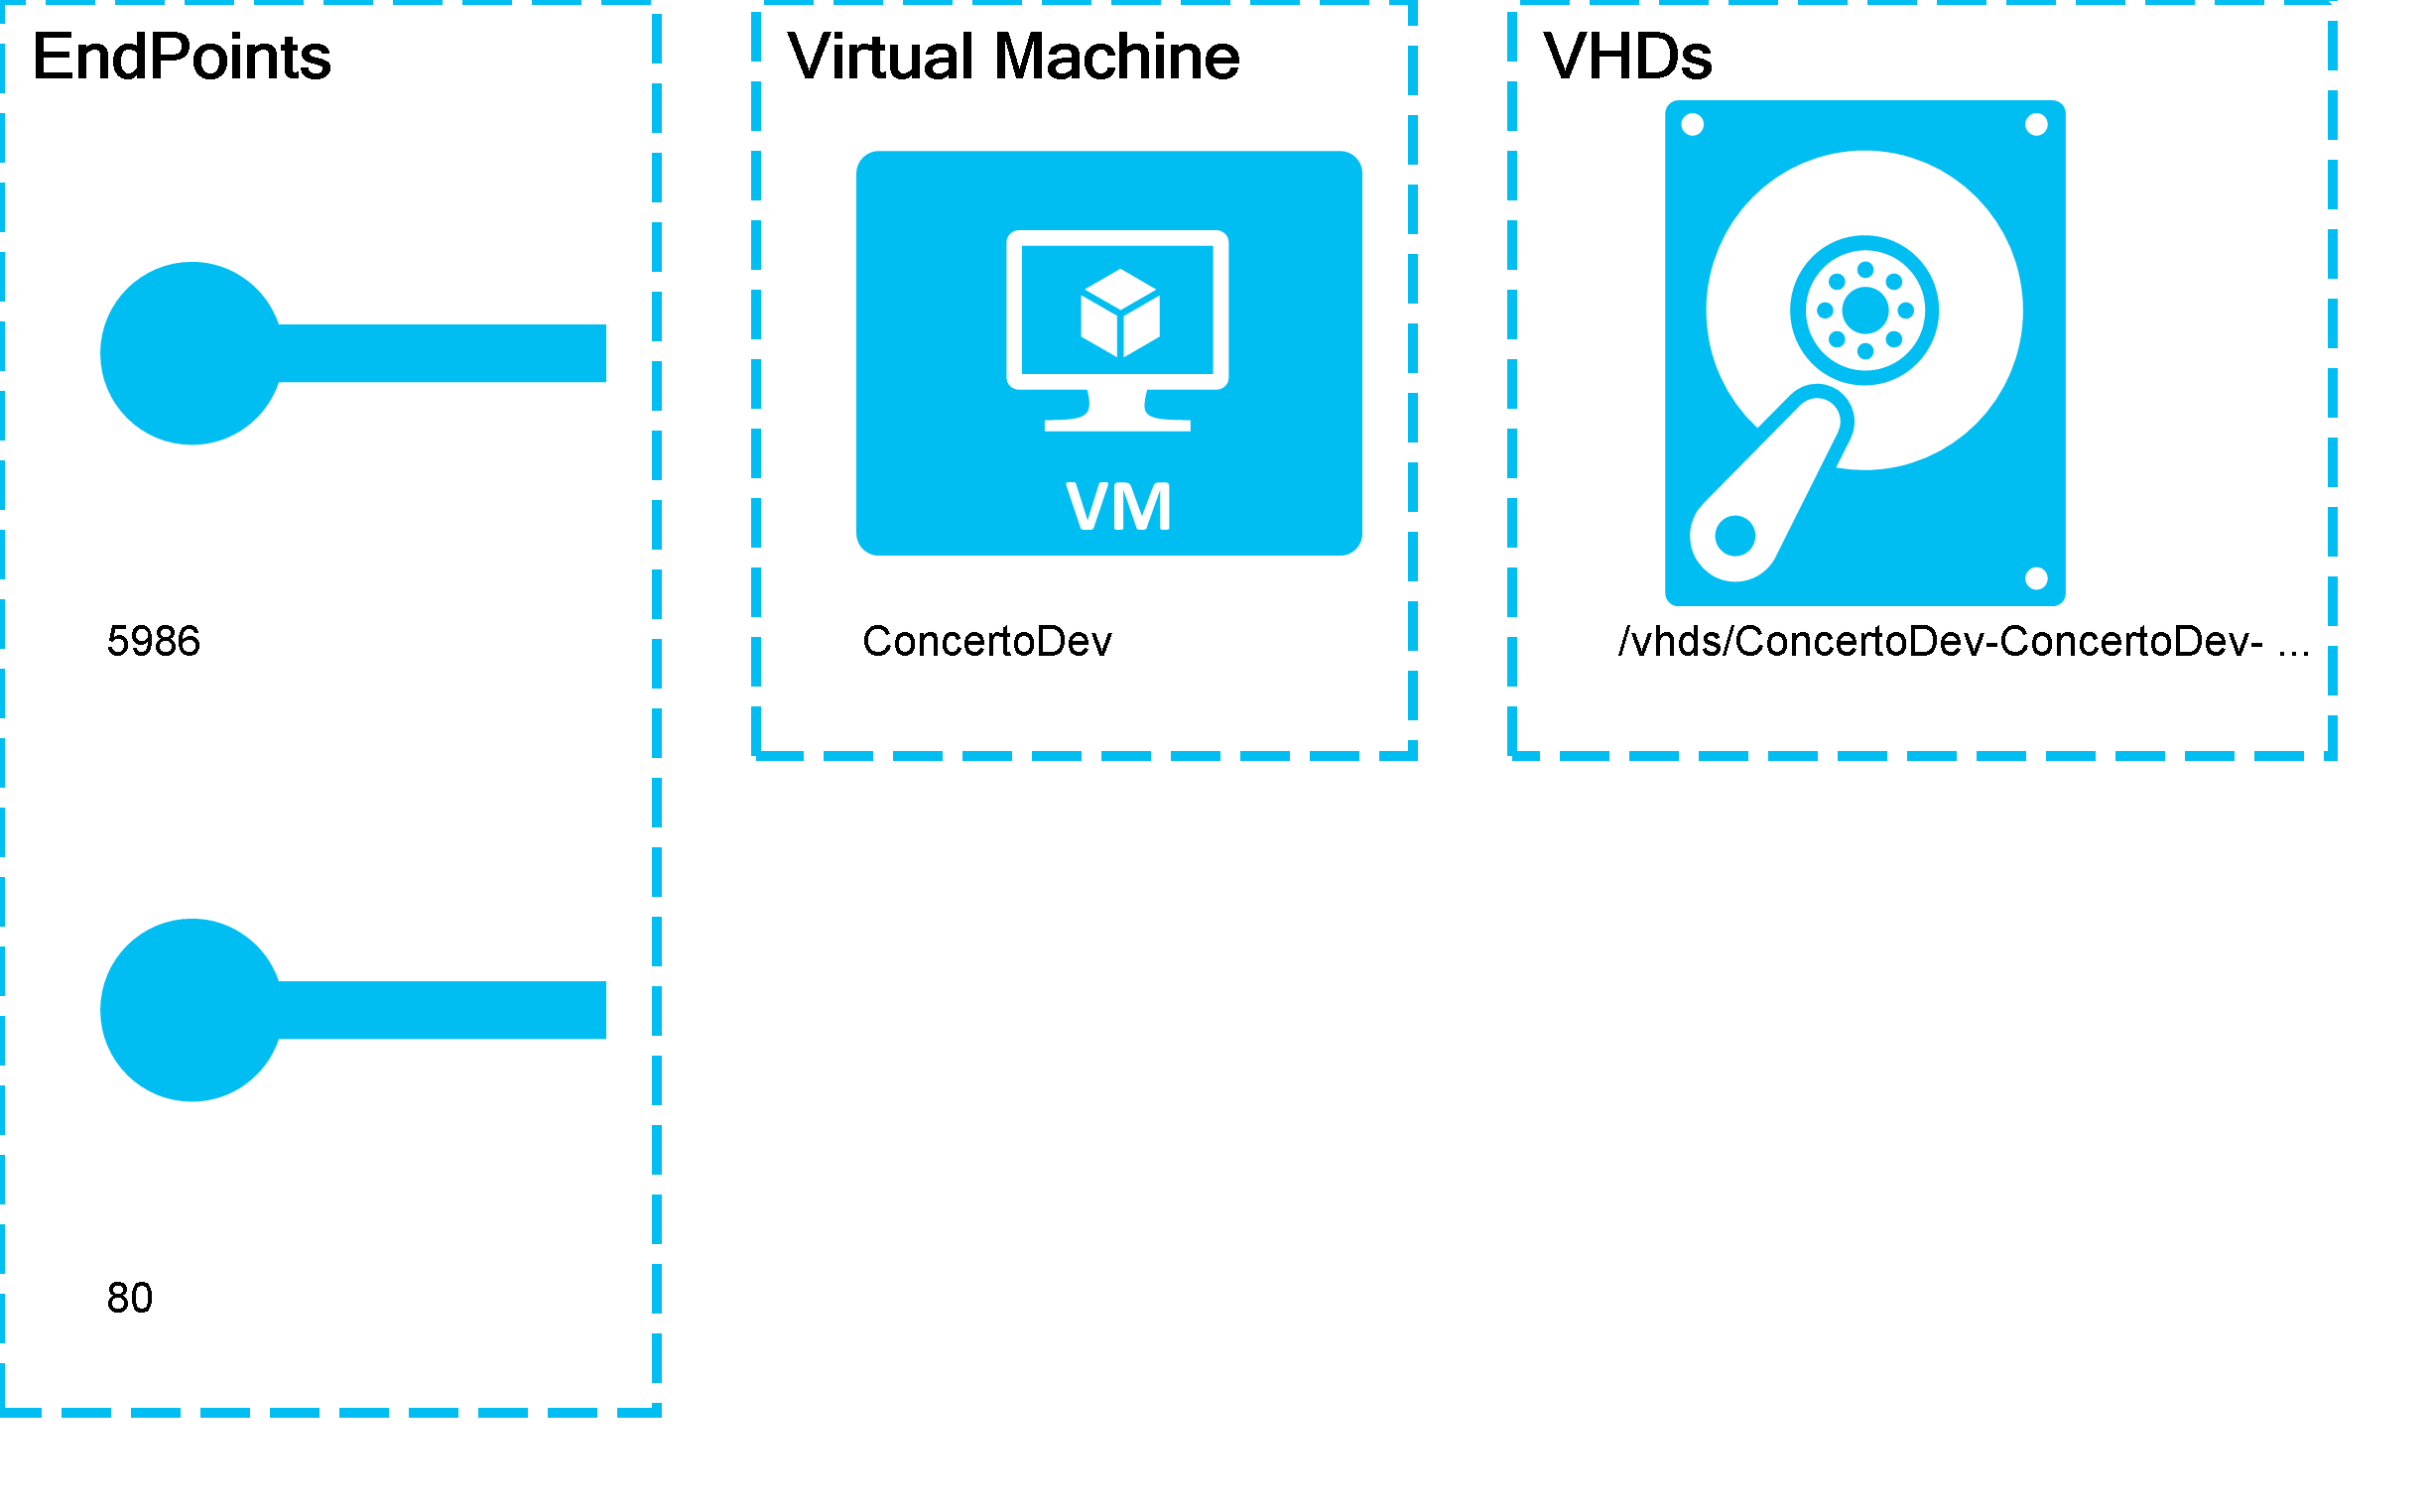 EndPoints
5986
80
Virtual Machine
VM
ConcertoDev
VHDs
/vhds/ConcertoDev-ConcertoDev- ...